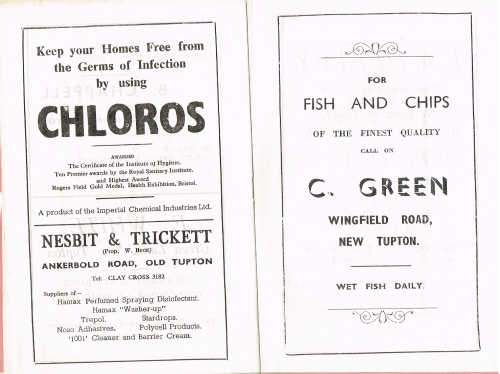 Keep your Homes Free from
the Germs of Infection
by using
CHLOROS
AWARDED
The Certificate of the Institute of Hygiene.
Ten Premier awards by the Royal Sanitary Institute.
and Highest Award
Rogers Field Gold Medal, Health Exhibition, Bristol.
A product of the Imperial Chemical Industries Ltd.
NESBIT & TRICKETT
(Prop. W. Buck)
ANKERBOLD ROAD, OLD TUPTON
Tel: CLAY CROSS 3182
Suppliers of—
Hamax Perfumed Spraying Disinfectant.
Hamax "Washer-up"
Trepol. Stardrops.
Noso Adhesives. Polycell Products.
'1001' Cleaner and Barrier Cream.
FOR
FISH AND CHIPS
OF THE FINEST QUALITY
CALL ON
C. GREEN
WINGFIELD ROAD,
NEW TUPTON.
WET FISH DAILY.